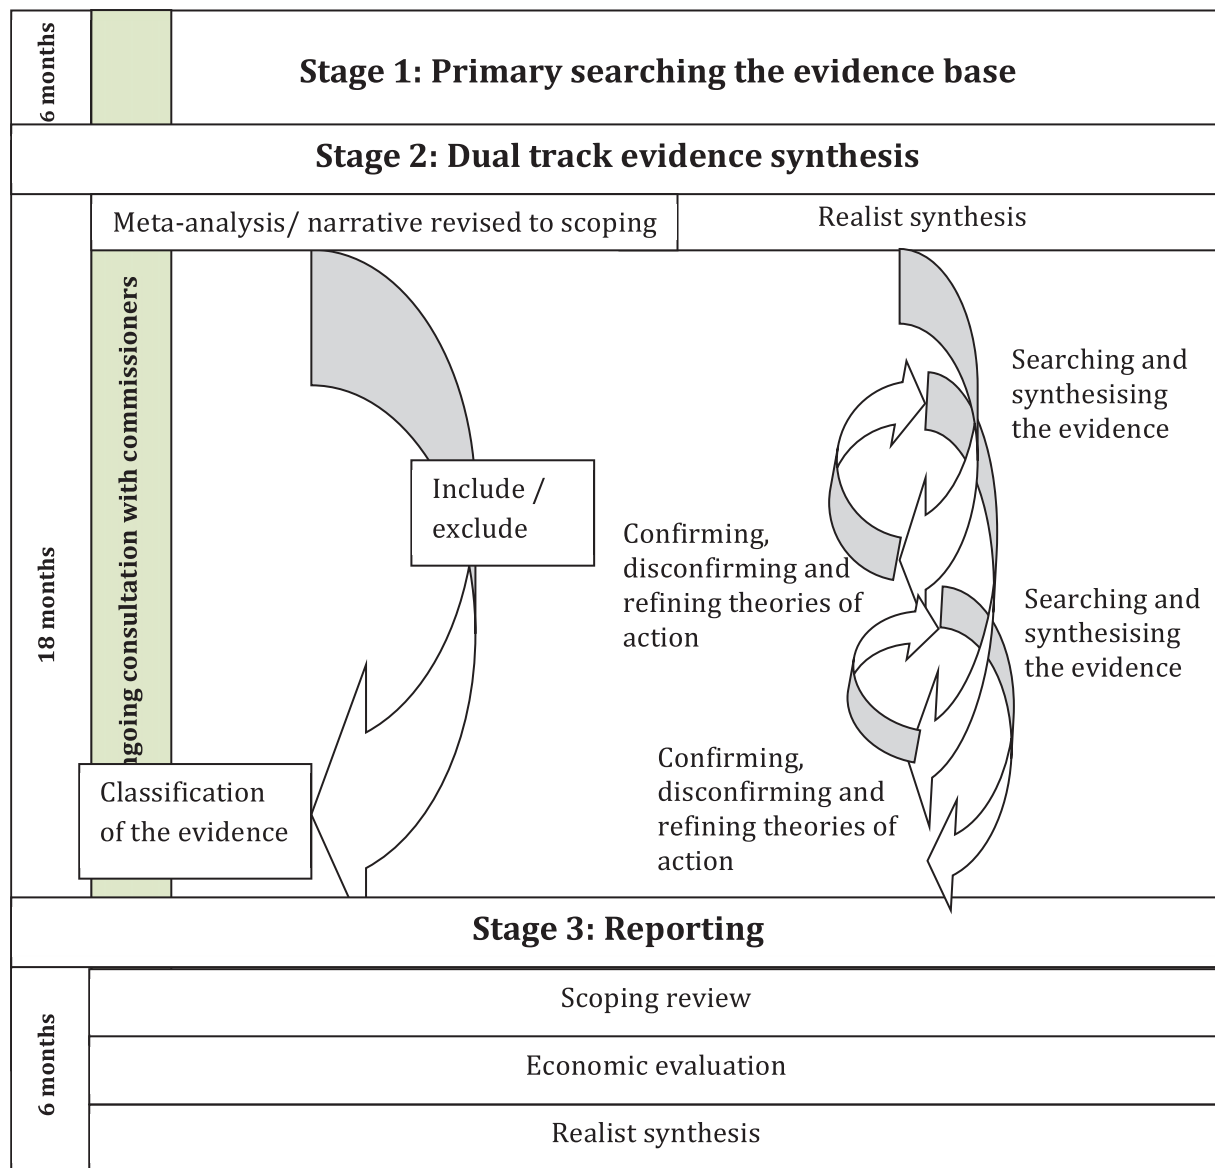 6 months
Stage 1: Primary searching the evidence base
Stage 2: Dual track evidence synthesis
Meta-analysis/ narrative revised to scoping
Realist synthesis
18 months
ngoing consultation with commissioners
Include /
exclude
Classification
of the evidence
Searching and
synthesising
the evidence
Confirming,
disconfirming and
refining theories of
action
Searching and
synthesising
the evidence
Confirming,
disconfirming and
refining theories of
action
Stage 3: Reporting
6 months
Scoping review
Economic evaluation
Realist synthesis